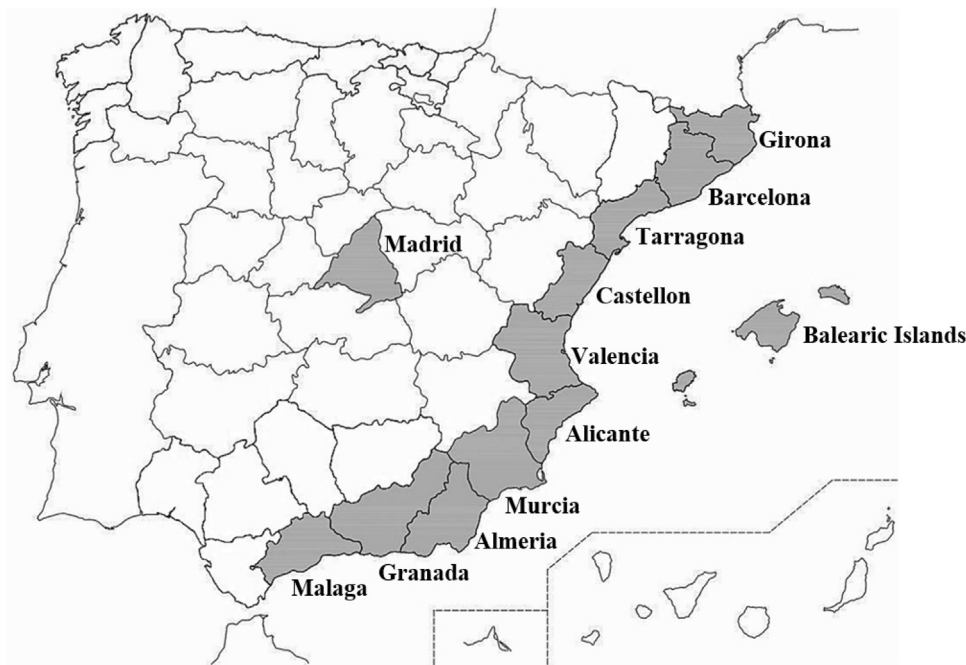 Girona
Barcelona
Tarragona
Madrid
Castellon
Balearic Islands
Valencia
Alicante
Murcia
Almeria
Granada
Malaga